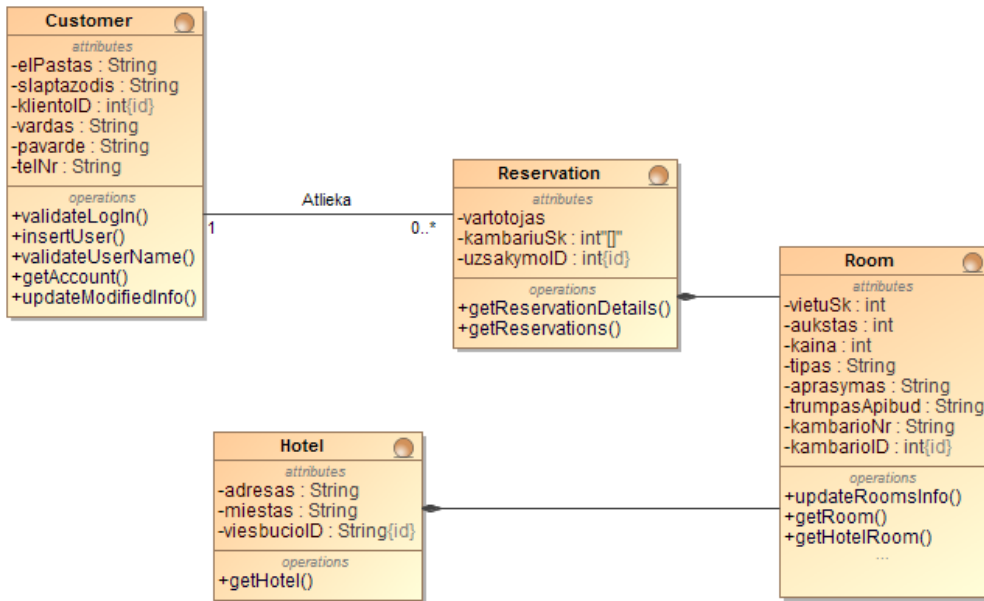 Customer
attributes
-elPastas : String
-slaptazodis : String
-klientoID : int{id}
-vardas : String
-pavarde : String
-telNr : String
operations
+validateLogIn()
+insertUser()
+validateUserName()
+getAccount()
+updateModifiedInfo()
Atlieka
1
0..*
Reservation
attributes
-vartotojas
-kambariuSk : int"[]"
-uzsakymoID : int{id}
operations
+getReservationDetails()
+getReservations()
Room
attributes
-vietuSk : int
-aukstas : int
-kaina : int
-tipas : String
-aprasymas : String
-trumpasApibud : String
-kambarioNr : String
-kambarioID : int{id}
operations
+updateRoomsInfo()
+getRoom()
+getHotelRoom()
...
Hotel
attributes
-adresas : String
-miestas : String
-viesbucioID : String{id}
operations
+getHotel()